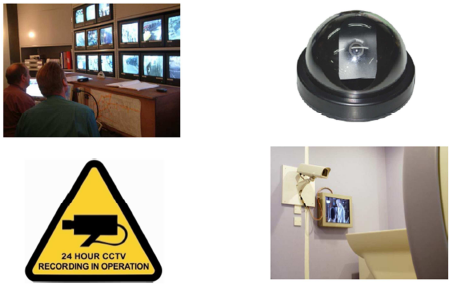 24 HOUR CCTV
RECORDING IN OPERATION